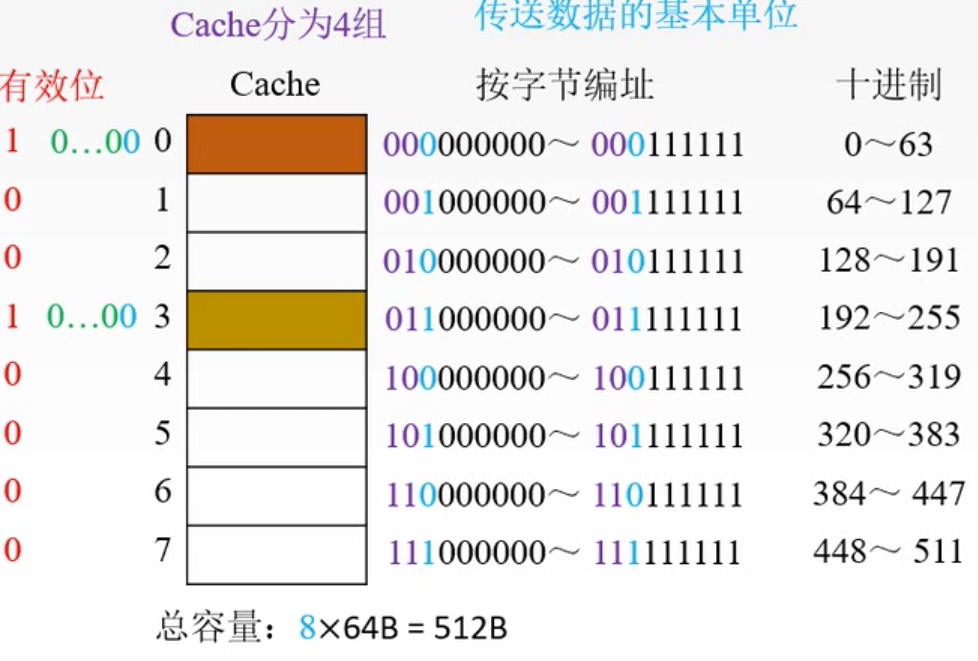 Cache分为4组 传送数据的基本单位
有效位 Cache 按字节编址 十进制
1 0…00 0 000000000～ 000111111 0～63
0 1 001000000～ 001111111 64～127
0 2 010000000～ 010111111 128～191
1 0…00 3 011000000～ 011111111 192～255
0 4 100000000～ 100111111 256～319
0 5 101000000～ 101111111 320～383
0 6 110000000～ 110111111 384～ 447
0 7 111000000～ 111111111 448～ 511
总容量：8×64B = 512B